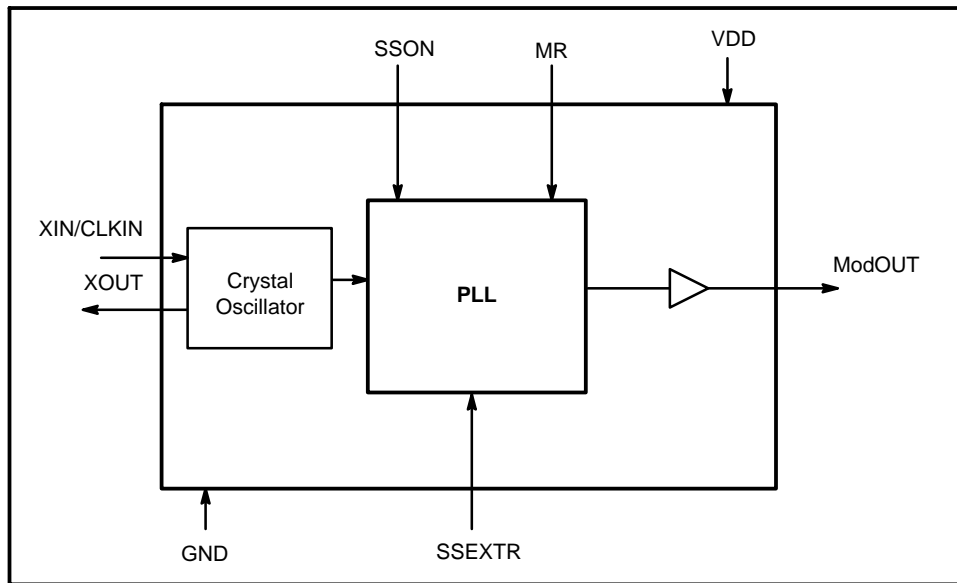 SSON
MR
VDD
XIN/CLKIN
XOUT
Crystal
Oscillator
PLL
ModOUT
GND
SSEXTR